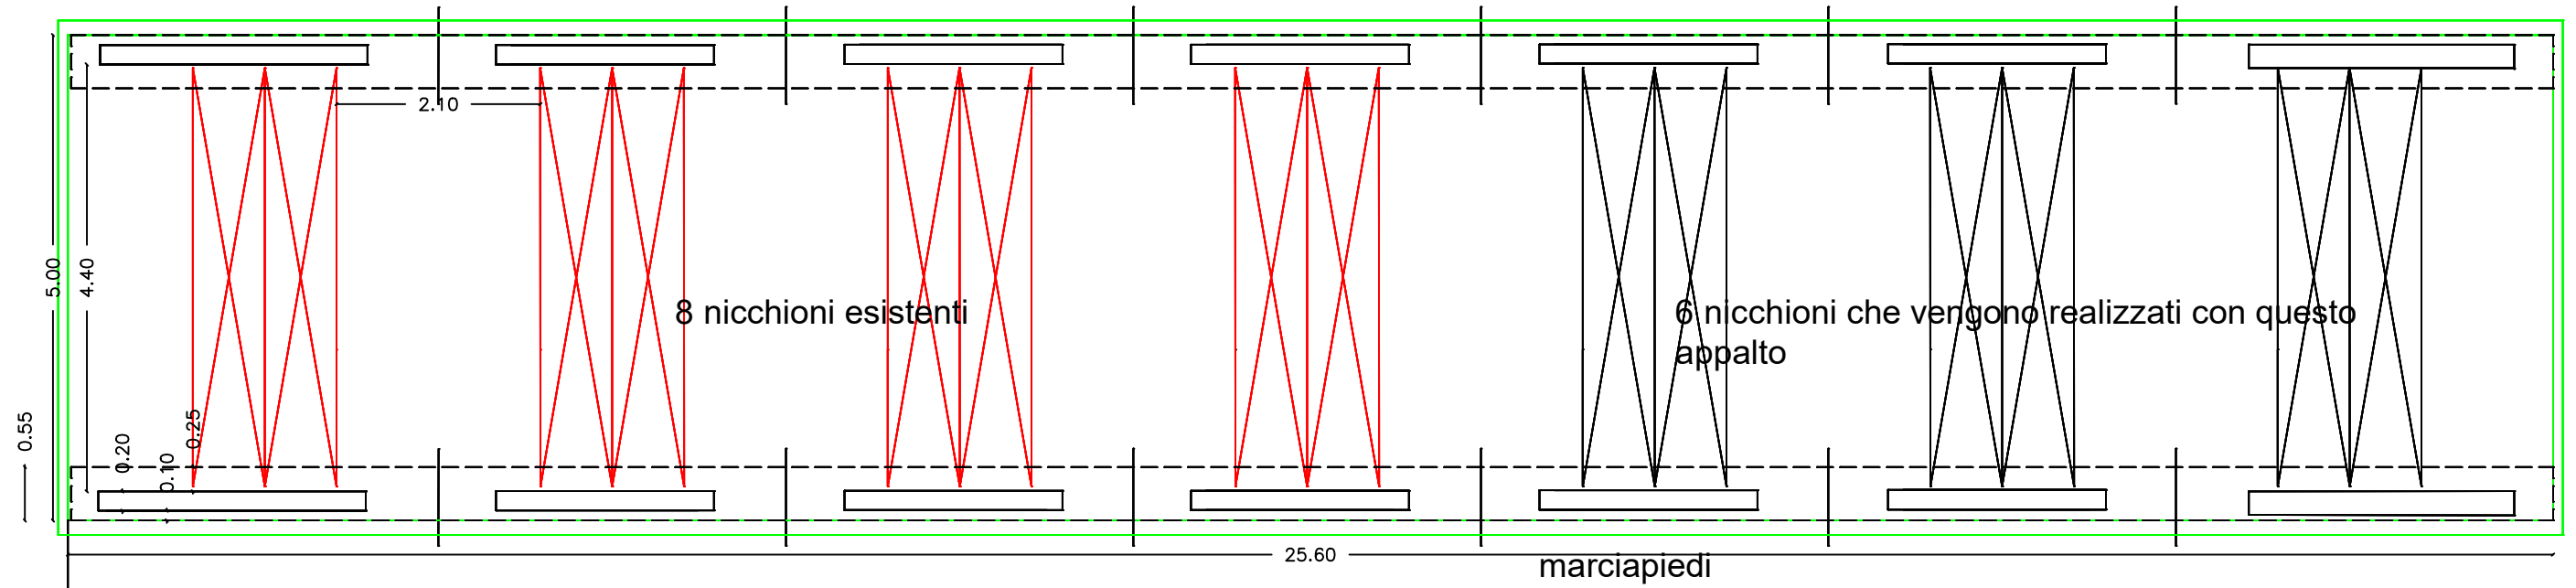 2.10
5.00
4.40
8 nicchioni esistenti
6 nicchioni che vengono realizzati con questo
appalto
0.55
0.20
0.10
0.25
25.60
marciapiedi